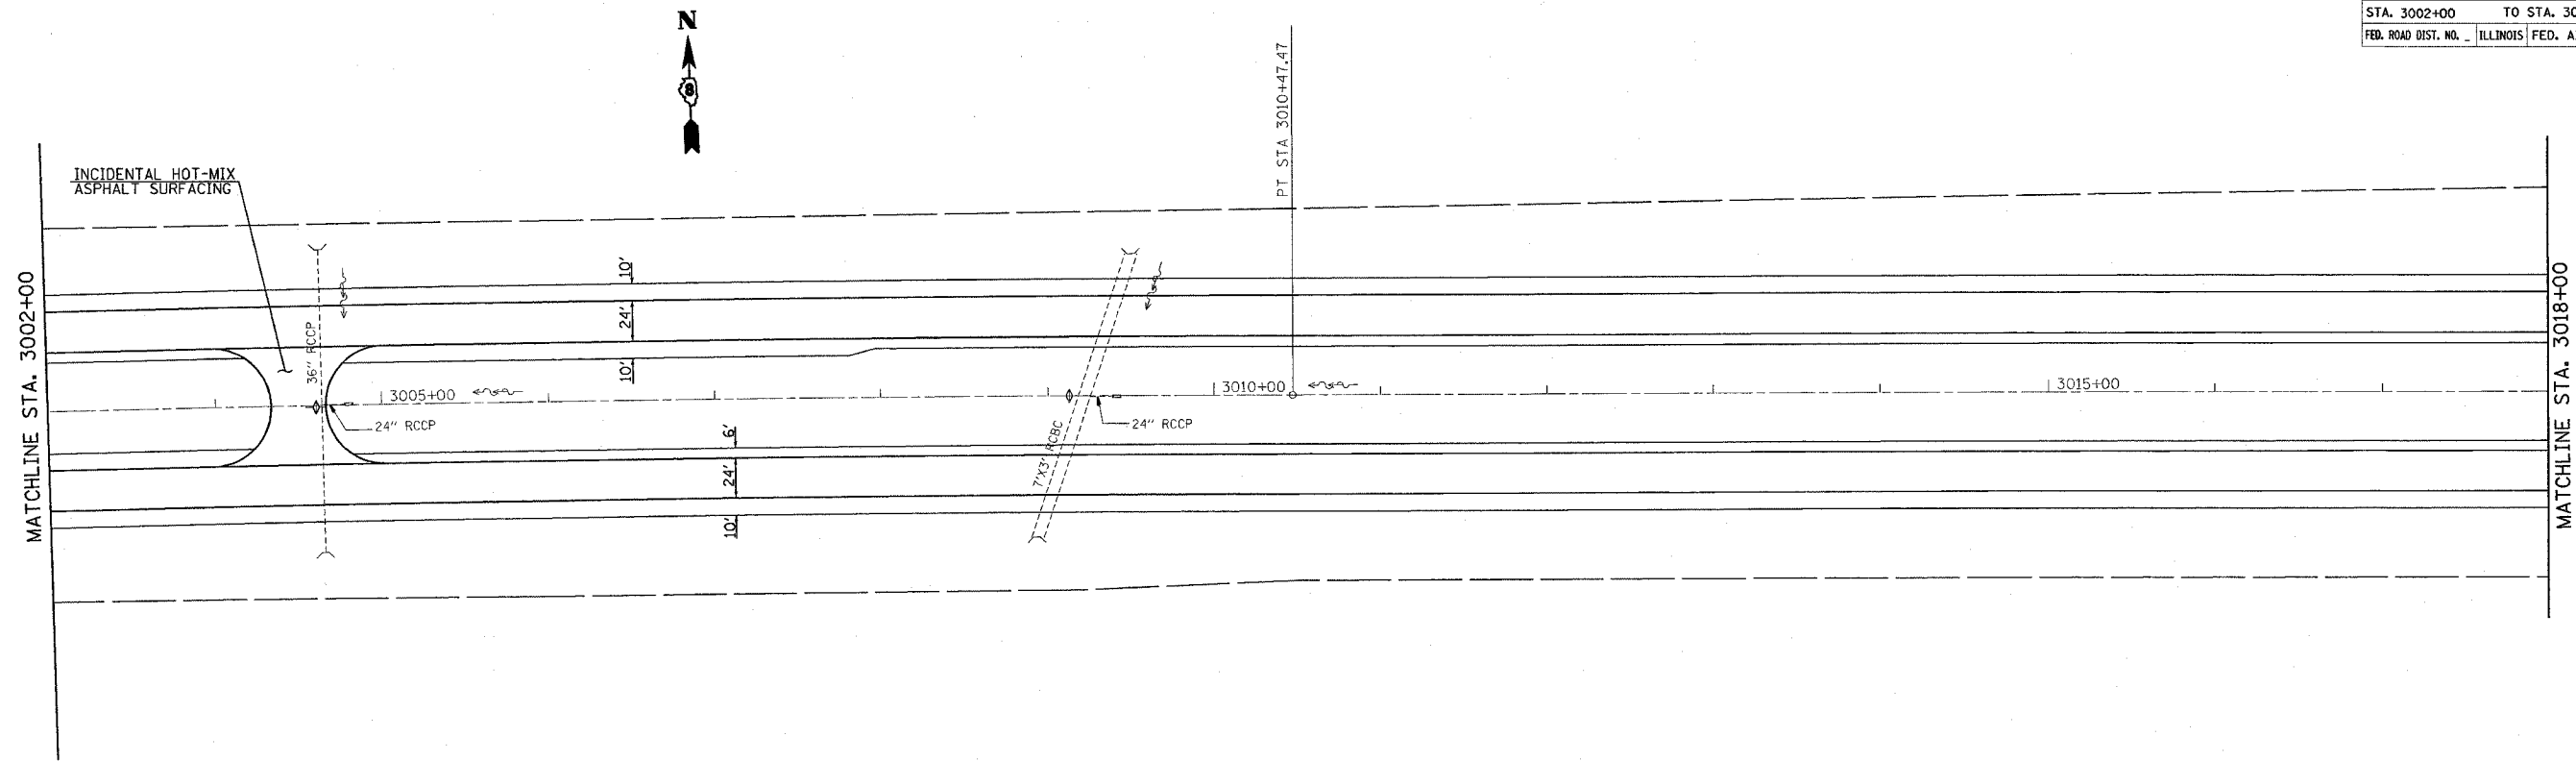 STA. 3002+00 TO STA. 30
FED. ROAD DIST. NO. _ ILLINOIS FED. A
N
8
PT STA 3010+47.47
INCIDENTAL HOT-MIX
ASPHALT SURFACING
MATCHLINE STA. 3002+00
MATCHLINE STA. 3018+00
36" RCCP
10'
24'
10'
3005+00
3010+00
3015+00
24" RCCP
24" RCCP
7'X3' RCBC
6'
24'
10'